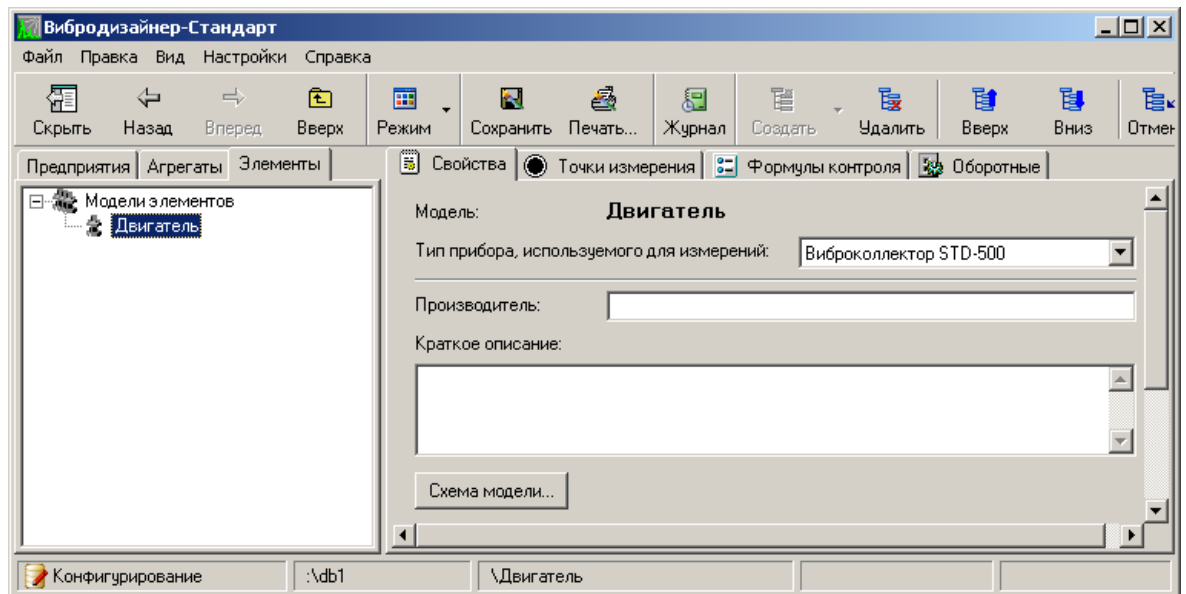 Вибродизайнер-Стандарт
Файл Правка Вид Настройки Справка
Скрыть Назад Вперед Вверх Режим Сохранить Печать... Журнал Создать Удалить Вверх Вниз Отмен
Предприятия Агрегаты Элементы
Свойства Точки измерения Формулы контроля Оборотные
Модели элементов
Двигатель
Модель: Двигатель
Тип прибора, используемого для измерений: Виброколлектор STD-500
Производитель:
Краткое описание:
Схема модели...
Конфигурирование :\db1 \Двигатель